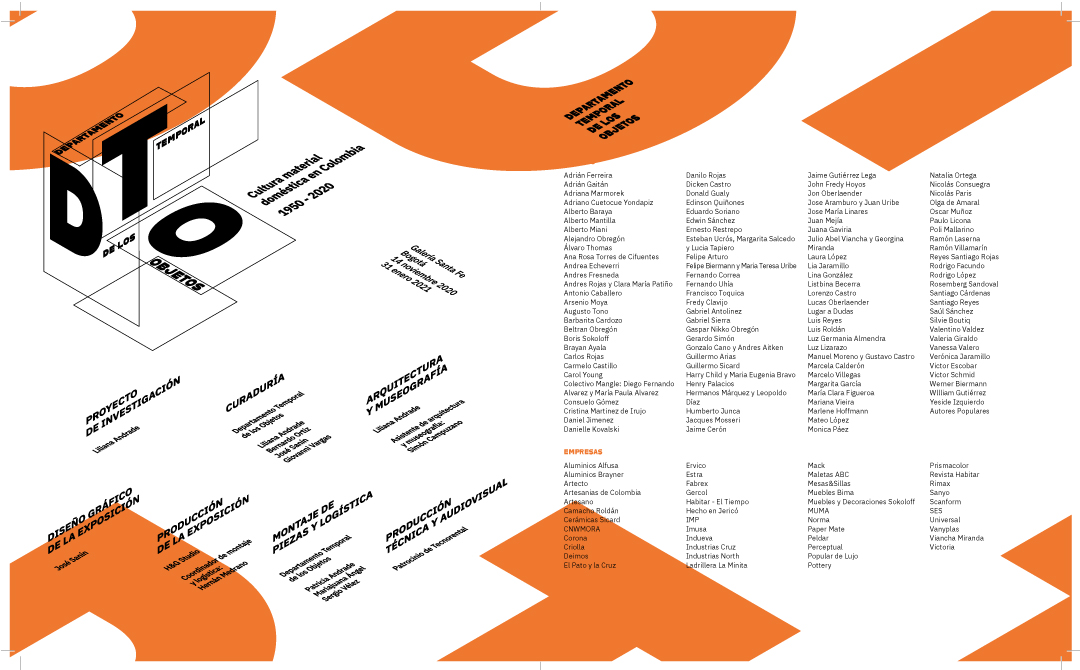 DEPARTAMENTO
T
TEMPORAL
D
DE LOS
O
OBJETOS
Cultura material
doméstica en Colombia
1950 - 2020
Galería Santa Fe
Bogotá
14 noviembre 2020
31 enero 2021
PROYECTO
DE INVESTIGACIÓN
Liliana Andrade
CURADURÍA
Departamento Temporal
de los Objetos
Liliana Andrade
Bernardo Ortiz
José Sanín
Giovanni Vargas
ARQUITECTURA
Y MUSEOGRAFÍA
Liliana Andrade
Asistente de arquitectura
y museografía:
Simón Campuzano
DISEÑO GRÁFICO
DE LA EXPOSICIÓN
José Sanín
PRODUCCIÓN
DE LA EXPOSICIÓN
H&G Studio
Coordinador de montaje
y logística:
Hernán Medrano
MONTAJE DE
PIEZAS Y LOGÍSTICA
Departamento Temporal
de los Objetos
Patricia Andrade
Mariajuana Ángel
Sergio Vélez
PRODUCCIÓN
TÉCNICA Y AUDIOVISUAL
Patrocinio de Tecnorental
DEPARTAMENTO
TEMPORAL
DE LOS
OBJETOS
Adrián Ferreira
Adrián Gaitán
Adriana Marmorek
Adriano Cuetocue Yondapiz
Alberto Baraya
Alberto Mantilla
Alberto Miani
Alejandro Obregón
Álvaro Thomas
Ana Rosa Torres de Cifuentes
Andrea Echeverri
Andres Fresneda
Andres Rojas y Clara María Patiño
Antonio Caballero
Arsenio Moya
Augusto Tono
Barbarita Cardozo
Beltran Obregón
Boris Sokoloff
Brayan Ayala
Carlos Rojas
Carmelo Castillo
Carol Young
Colectivo Mangle: Diego Fernando
Alvarez y María Paula Alvarez
Consuelo Gómez
Cristina Martinez de Irujo
Daniel Jimenez
Danielle Kovalski
Danilo Rojas
Dicken Castro
Donald Gualy
Edinson Quiñones
Eduardo Soriano
Edwin Sánchez
Ernesto Restrepo
Esteban Ucrós, Margarita Salcedo
y Lucía Tapiero
Felipe Arturo
Felipe Biermann y Maria Teresa Uribe
Fernando Correa
Fernando Uhía
Francisco Toquica
Fredy Clavijo
Gabriel Antolinez
Gabriel Sierra
Gaspar Nikko Obregón
Gerardo Simón
Gonzalo Cano y Andres Aitken
Guillermo Arias
Guillermo Sicard
Harry Child y Maria Eugenia Bravo
Henry Palacios
Hermanos Márquez y Leopoldo
Díaz
Humberto Junca
Jacques Mosseri
Jaime Cerón
Jaime Gutiérrez Lega
John Fredy Hoyos
Jon Oberlaender
Jose Aramburo y Juan Uribe
Jose María Linares
Juan Mejía
Juana Gaviria
Julio Abel Viancha y Georgina
Miranda
Laura López
Lia Jaramillo
Lina González
Listbina Becerra
Lorenzo Castro
Lucas Oberlaender
Lugar a Dudas
Luis Reyes
Luis Roldán
Luz Germania Almendra
Luz Lizarazo
Manuel Moreno y Gustavo Castro
Marcela Calderón
Marcelo Villegas
Margarita García
María Clara Figueroa
Mariana Vieira
Marlene Hoffmann
Mateo López
Monica Páez
Natalia Ortega
Nicolás Consuegra
Nicolás Paris
Olga de Amaral
Oscar Muñoz
Paulo Licona
Poli Mallarino
Ramón Laserna
Ramón Villamarín
Reyes Santiago Rojas
Rodrigo Facundo
Rodrigo López
Rosemberg Sandoval
Santiago Cárdenas
Santiago Reyes
Saúl Sánchez
Silvie Boutiq
Valentino Valdez
Valeria Giraldo
Vanessa Valero
Verónica Jaramillo
Victor Escobar
Victor Schmid
Werner Biermann
William Gutiérrez
Yeside Izquierdo
Autores Populares
EMPRESAS
Aluminios Alfusa
Aluminios Brayner
Artecto
Artesanías de Colombia
Artesano
Camacho Roldán
Cerámicas Sicard
CNWMORA
Corona
Criolla
Deimos
El Pato y la Cruz
Ervico
Estra
Fabrex
Gercol
Habitar - El Tiempo
Hecho en Jericó
IMP
Imusa
Indueva
Industrias Cruz
Industrias North
Ladrillera La Minita
Mack
Maletas ABC
Mesas&Sillas
Muebles Bima
Muebles y Decoraciones Sokoloff
MUMA
Norma
Paper Mate
Peldar
Perceptual
Popular de Lujo
Pottery
Prismacolor
Revista Habitar
Rimax
Sanyo
Scanform
SES
Universal
Vanyplas
Viancha Miranda
Victoria